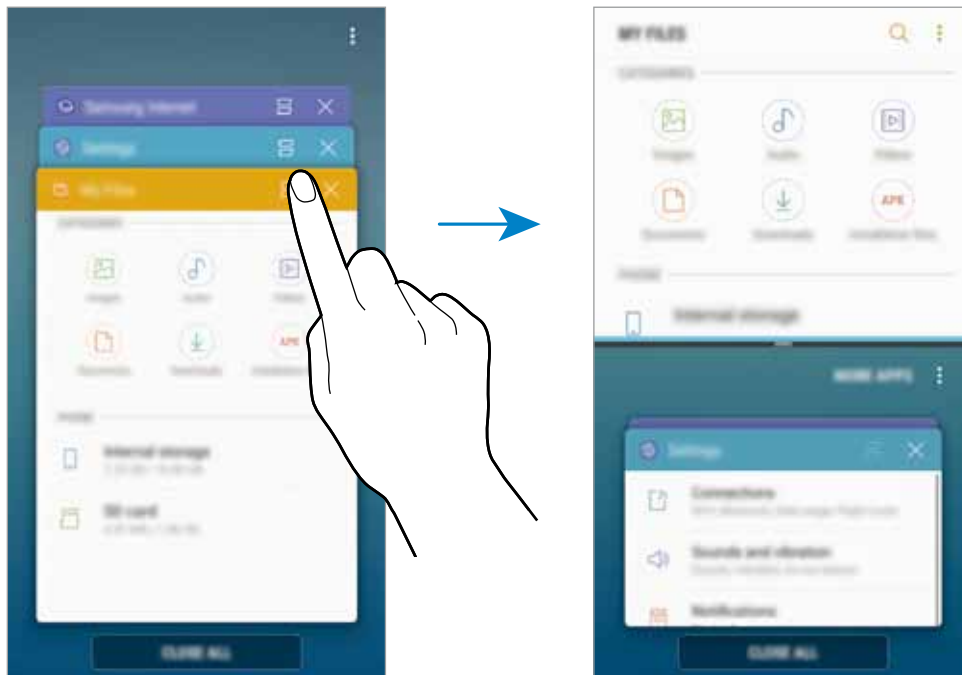 Samsung Internet
Settings
My Files
CATEGORIES
Images
Audio
Videos
Documents
Downloads
APK
PHONE
Internal storage
SD card
CLOSE ALL
MY FILES
CATEGORIES
Images
Audio
Videos
APK
Documents
Downloads
Installation files
PHONE
Internal storage
MORE APPS
Settings
Connections
Sounds and vibration
Notifications
CLOSE ALL